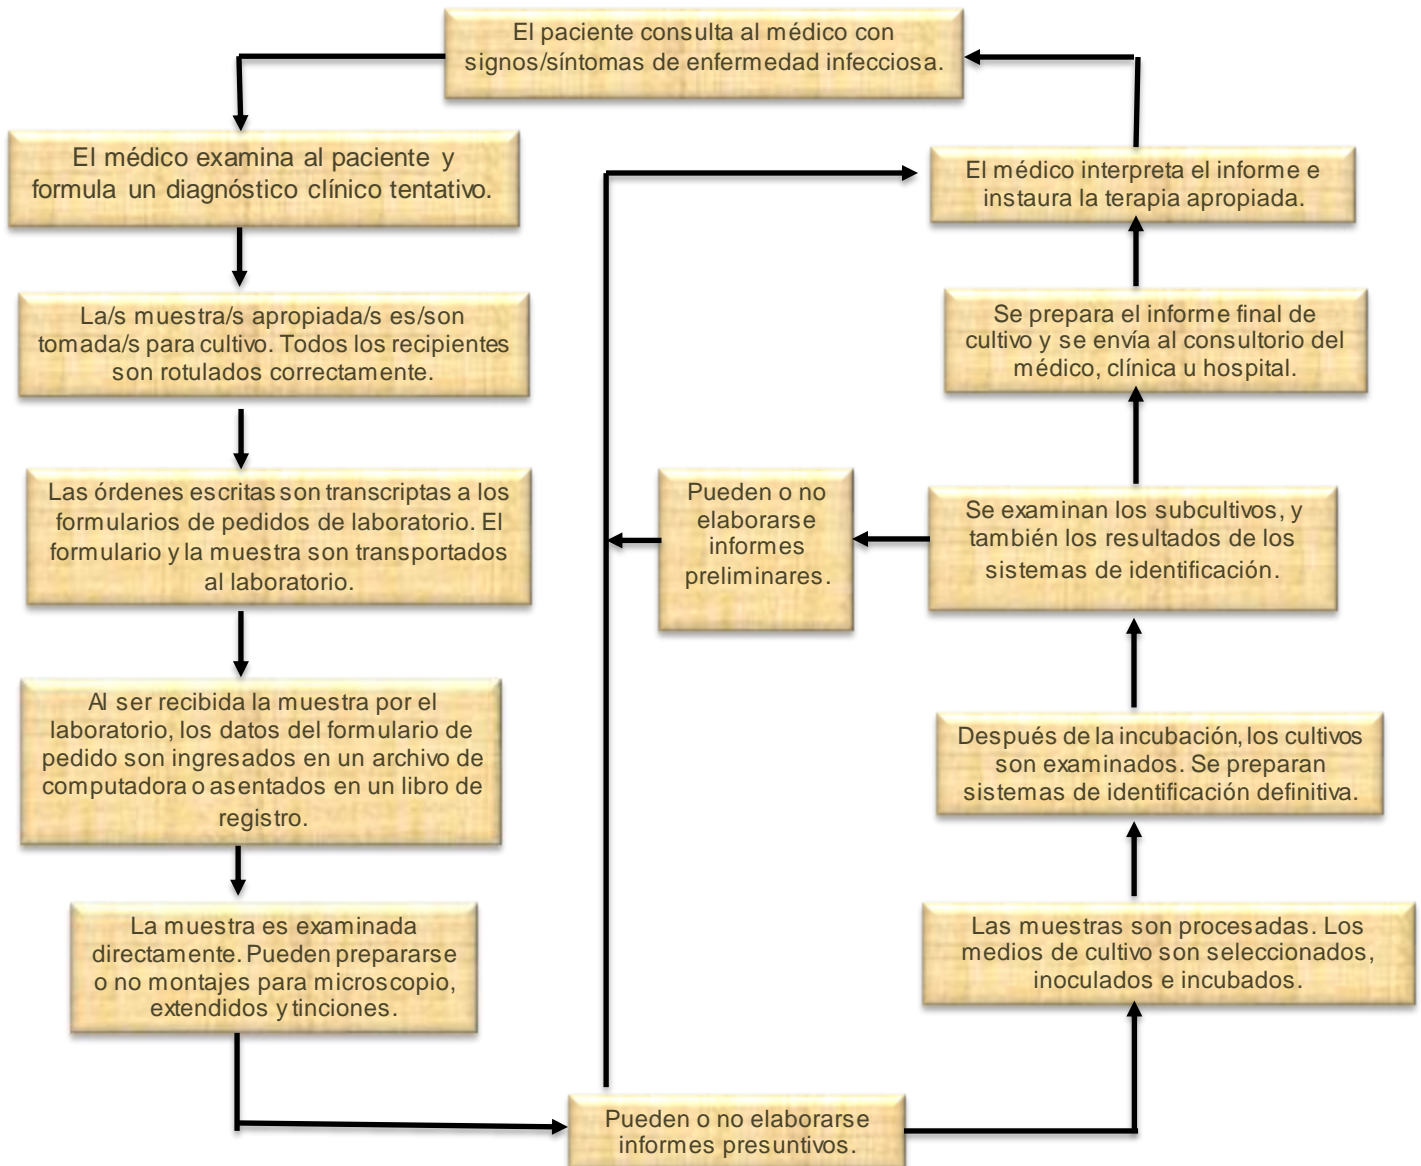 El paciente consulta al médico con
signos/síntomas de enfermedad infecciosa.
El médico examina al paciente y
formula un diagnóstico clínico tentativo.
La/s muestra/s apropiada/s es/son
tomada/s para cultivo. Todos los recipientes
son rotulados correctamente.
Las órdenes escritas son transcriptas a los
formularios de pedidos de laboratorio. El
formulario y la muestra son transportados
al laboratorio.
Al ser recibida la muestra por el
laboratorio, los datos del formulario de
pedido son ingresados en un archivo de
computadora o asentados en un libro de
registro.
La muestra es examinada
directamente. Pueden prepararse
o no montajes para microscopio,
extendidos y tinciones.
Pueden o no elaborarse
informes presuntivos.
Las muestras son procesadas. Los
medios de cultivo son seleccionados,
inoculados e incubados.
Después de la incubación, los cultivos
son examinados. Se preparan
sistemas de identificación definitiva.
Se examinan los subcultivos, y
también los resultados de los
sistemas de identificación.
Pueden o no
elaborarse
informes
preliminares.
Se prepara el informe final de
cultivo y se envía al consultorio del
médico, clínica u hospital.
El médico interpreta el informe e
instaura la terapia apropiada.